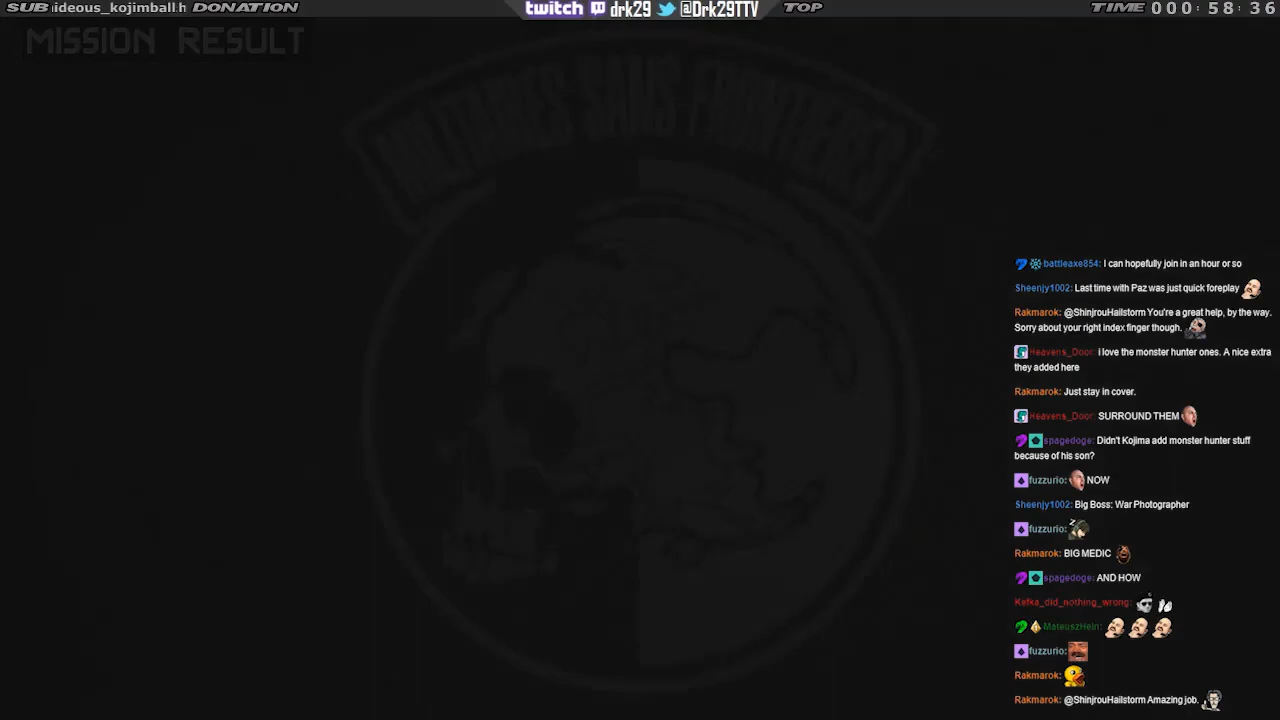 SUB ideous_kojimball.h DONATION
twitch drk29 @Drk29TTV
TOP
TIME 000:58:36
MISSION RESULT
MILITAIRES SANS FRONTIERES
battleaxe854: I can hopefully join in an hour or so
Sheenjy1002: Last time with Paz was just quick foreplay
Rakmarok: @ShinjrouHailstorm You're a great help, by the way.
Sorry about your right index finger though.
Heavens_Door: i love the monster hunter ones. A nice extra
they added here
Rakmarok: Just stay in cover.
Heavens_Door: SURROUND THEM
spagedoge: Didn't Kojima add monster hunter stuff
because of his son?
fuzzurio: NOW
Sheenjy1002: Big Boss: War Photographer
fuzzurio:
Rakmarok: BIG MEDIC
spagedoge: AND HOW
Kefka_did_nothing_wrong:
MateuszHein:
fuzzurio:
Rakmarok:
Rakmarok: @ShinjrouHailstorm Amazing job.